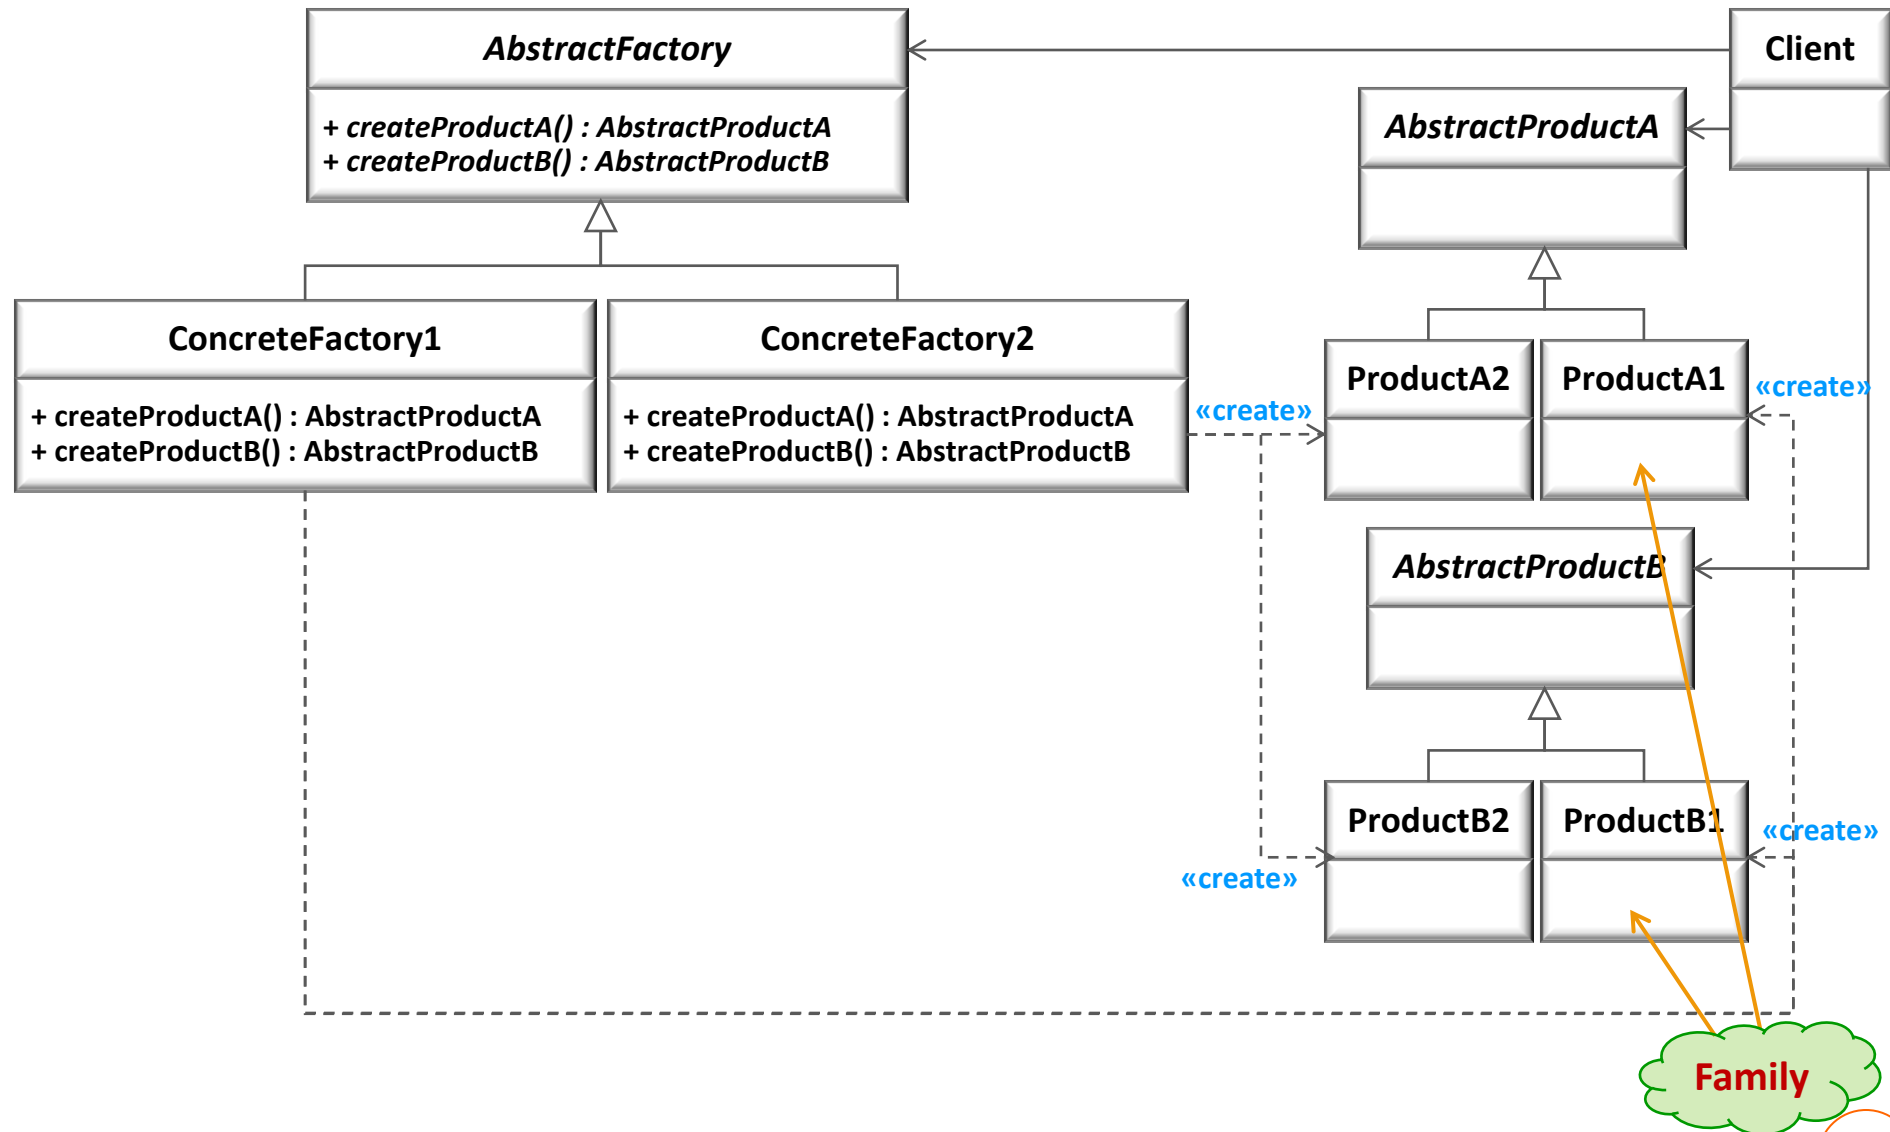 AbstractFactory
+ createProductA() : AbstractProductA
+ createProductB() : AbstractProductB
Client
AbstractProductA
ConcreteFactory1
+ createProductA() : AbstractProductA
+ createProductB() : AbstractProductB
ConcreteFactory2
+ createProductA() : AbstractProductA
+ createProductB() : AbstractProductB
«create»
ProductA2
ProductA1
«create»
AbstractProductB
ProductB2
ProductB1
«create»
«create»
Family